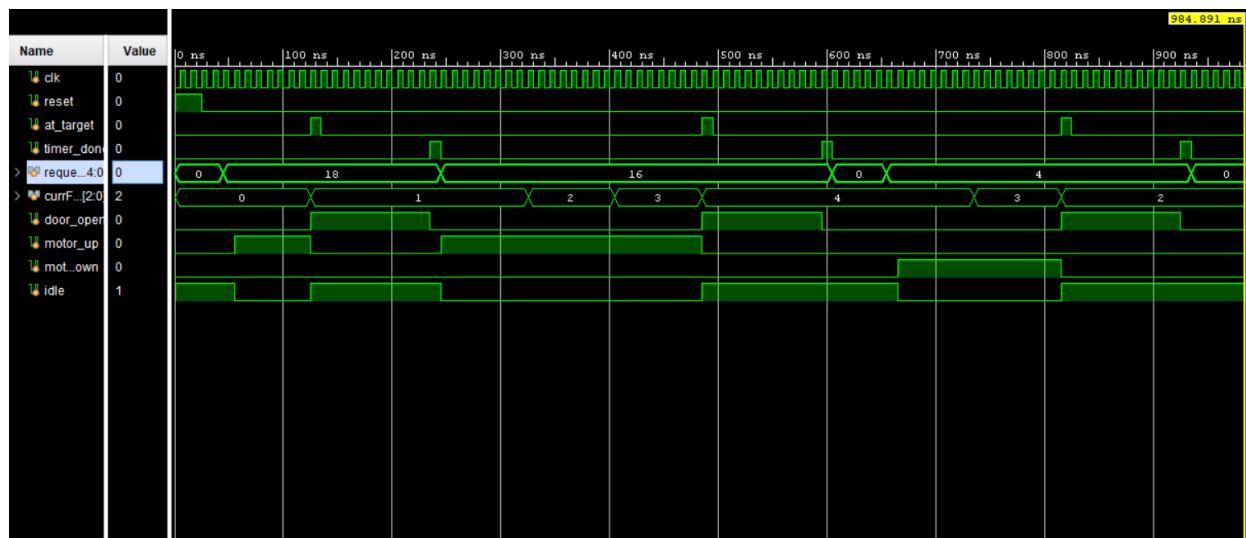 984.891 ns
Name Value
0 ns 100 ns 200 ns 300 ns 400 ns 500 ns 600 ns 700 ns 800 ns 900 ns
clk 0
reset 0
at_target 0
timer_don 0
reque...4:0 0 0 18 16 0 4 0
currF...[2:0] 2 0 1 2 3 4 3 2
door_oper 0
motor_up 0
mot...own 0
idle 1